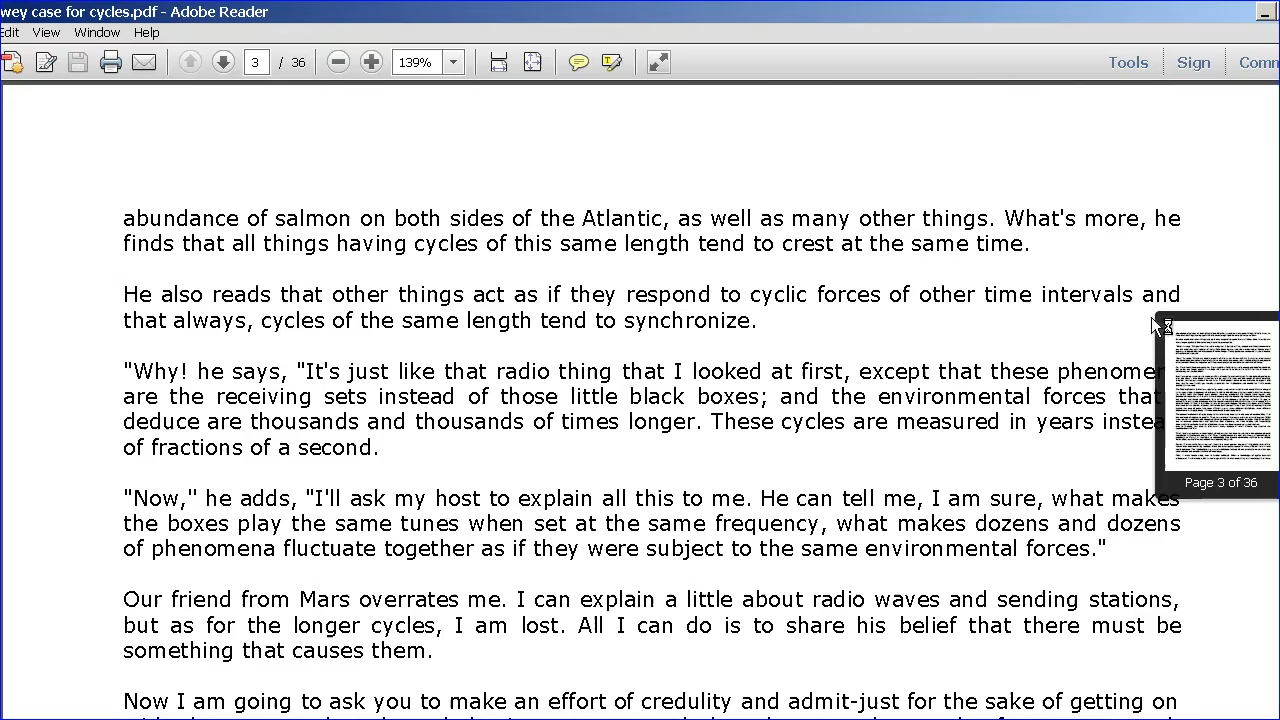 wey case for cycles.pdf - Adobe Reader
Edit View Window Help
3 / 36 139% Tools Sign Comm
abundance of salmon on both sides of the Atlantic, as well as many other things. What's more, he
finds that all things having cycles of this same length tend to crest at the same time.
He also reads that other things act as if they respond to cyclic forces of other time intervals and
that always, cycles of the same length tend to synchronize.
"Why! he says, "It's just like that radio thing that I looked at first, except that these phenomen
are the receiving sets instead of those little black boxes; and the environmental forces that
deduce are thousands and thousands of times longer. These cycles are measured in years instea
of fractions of a second.
Page 3 of 36
"Now," he adds, "I'll ask my host to explain all this to me. He can tell me, I am sure, what makes
the boxes play the same tunes when set at the same frequency, what makes dozens and dozens
of phenomena fluctuate together as if they were subject to the same environmental forces."
Our friend from Mars overrates me. I can explain a little about radio waves and sending stations,
but as for the longer cycles, I am lost. All I can do is to share his belief that there must be
something that causes them.
Now I am going to ask you to make an effort of credulity and admit-just for the sake of getting on